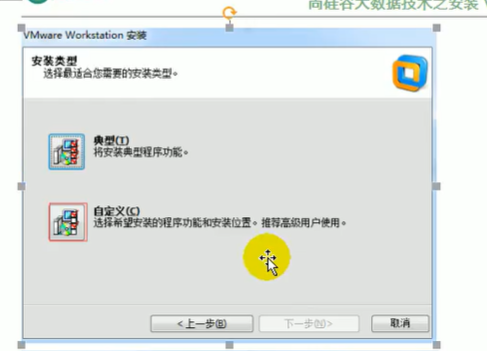 尚硅谷大数据技术之安装
VMware Workstation 安装
安装类型
选择最适合您需要的安装类型。
典型(T)
将安装典型程序功能。
自定义(C)
选择希望安装的程序功能和安装位置。推荐高级用户使用。
<上一步(B)
下一步(N)>
取消